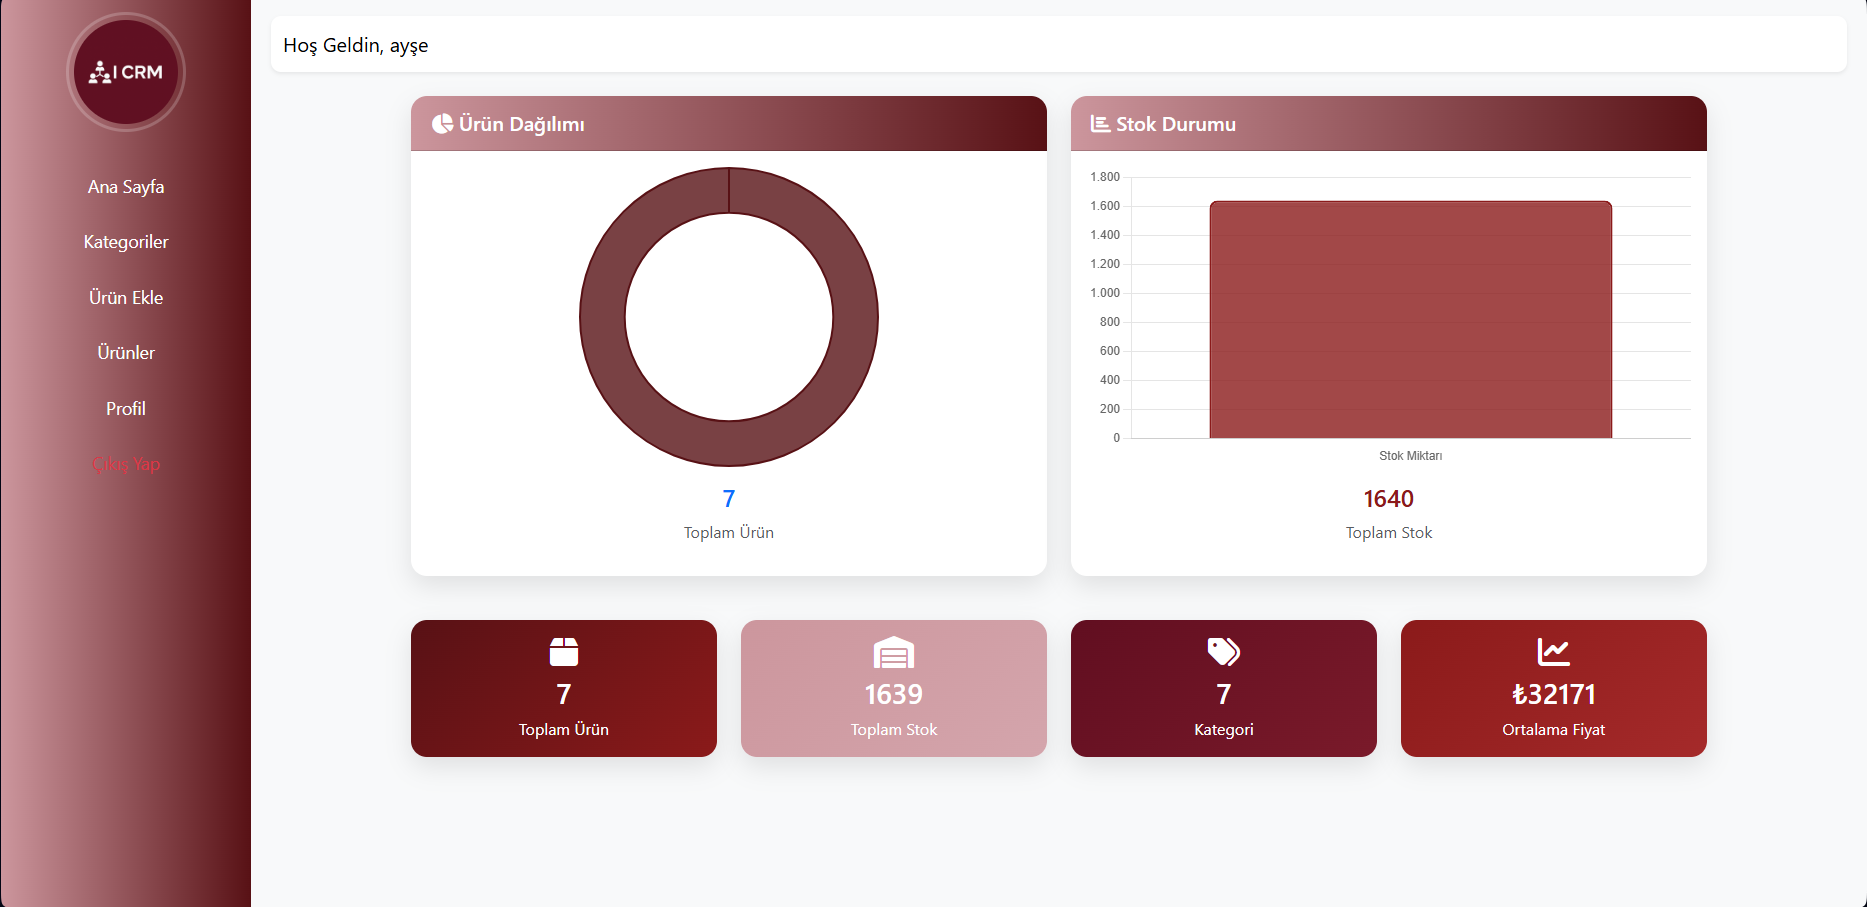 I CRM
Ana Sayfa
Kategoriler
Ürün Ekle
Ürünler
Profil
Çıkış Yap
Hoş Geldin, ayşe
Ürün Dağılımı
7
Toplam Ürün
Stok Durumu
1.800
1.600
1.400
1.200
1.000
800
600
400
200
0
Stok Miktarı
1640
Toplam Stok
7
Toplam Ürün
1639
Toplam Stok
7
Kategori
₺32171
Ortalama Fiyat